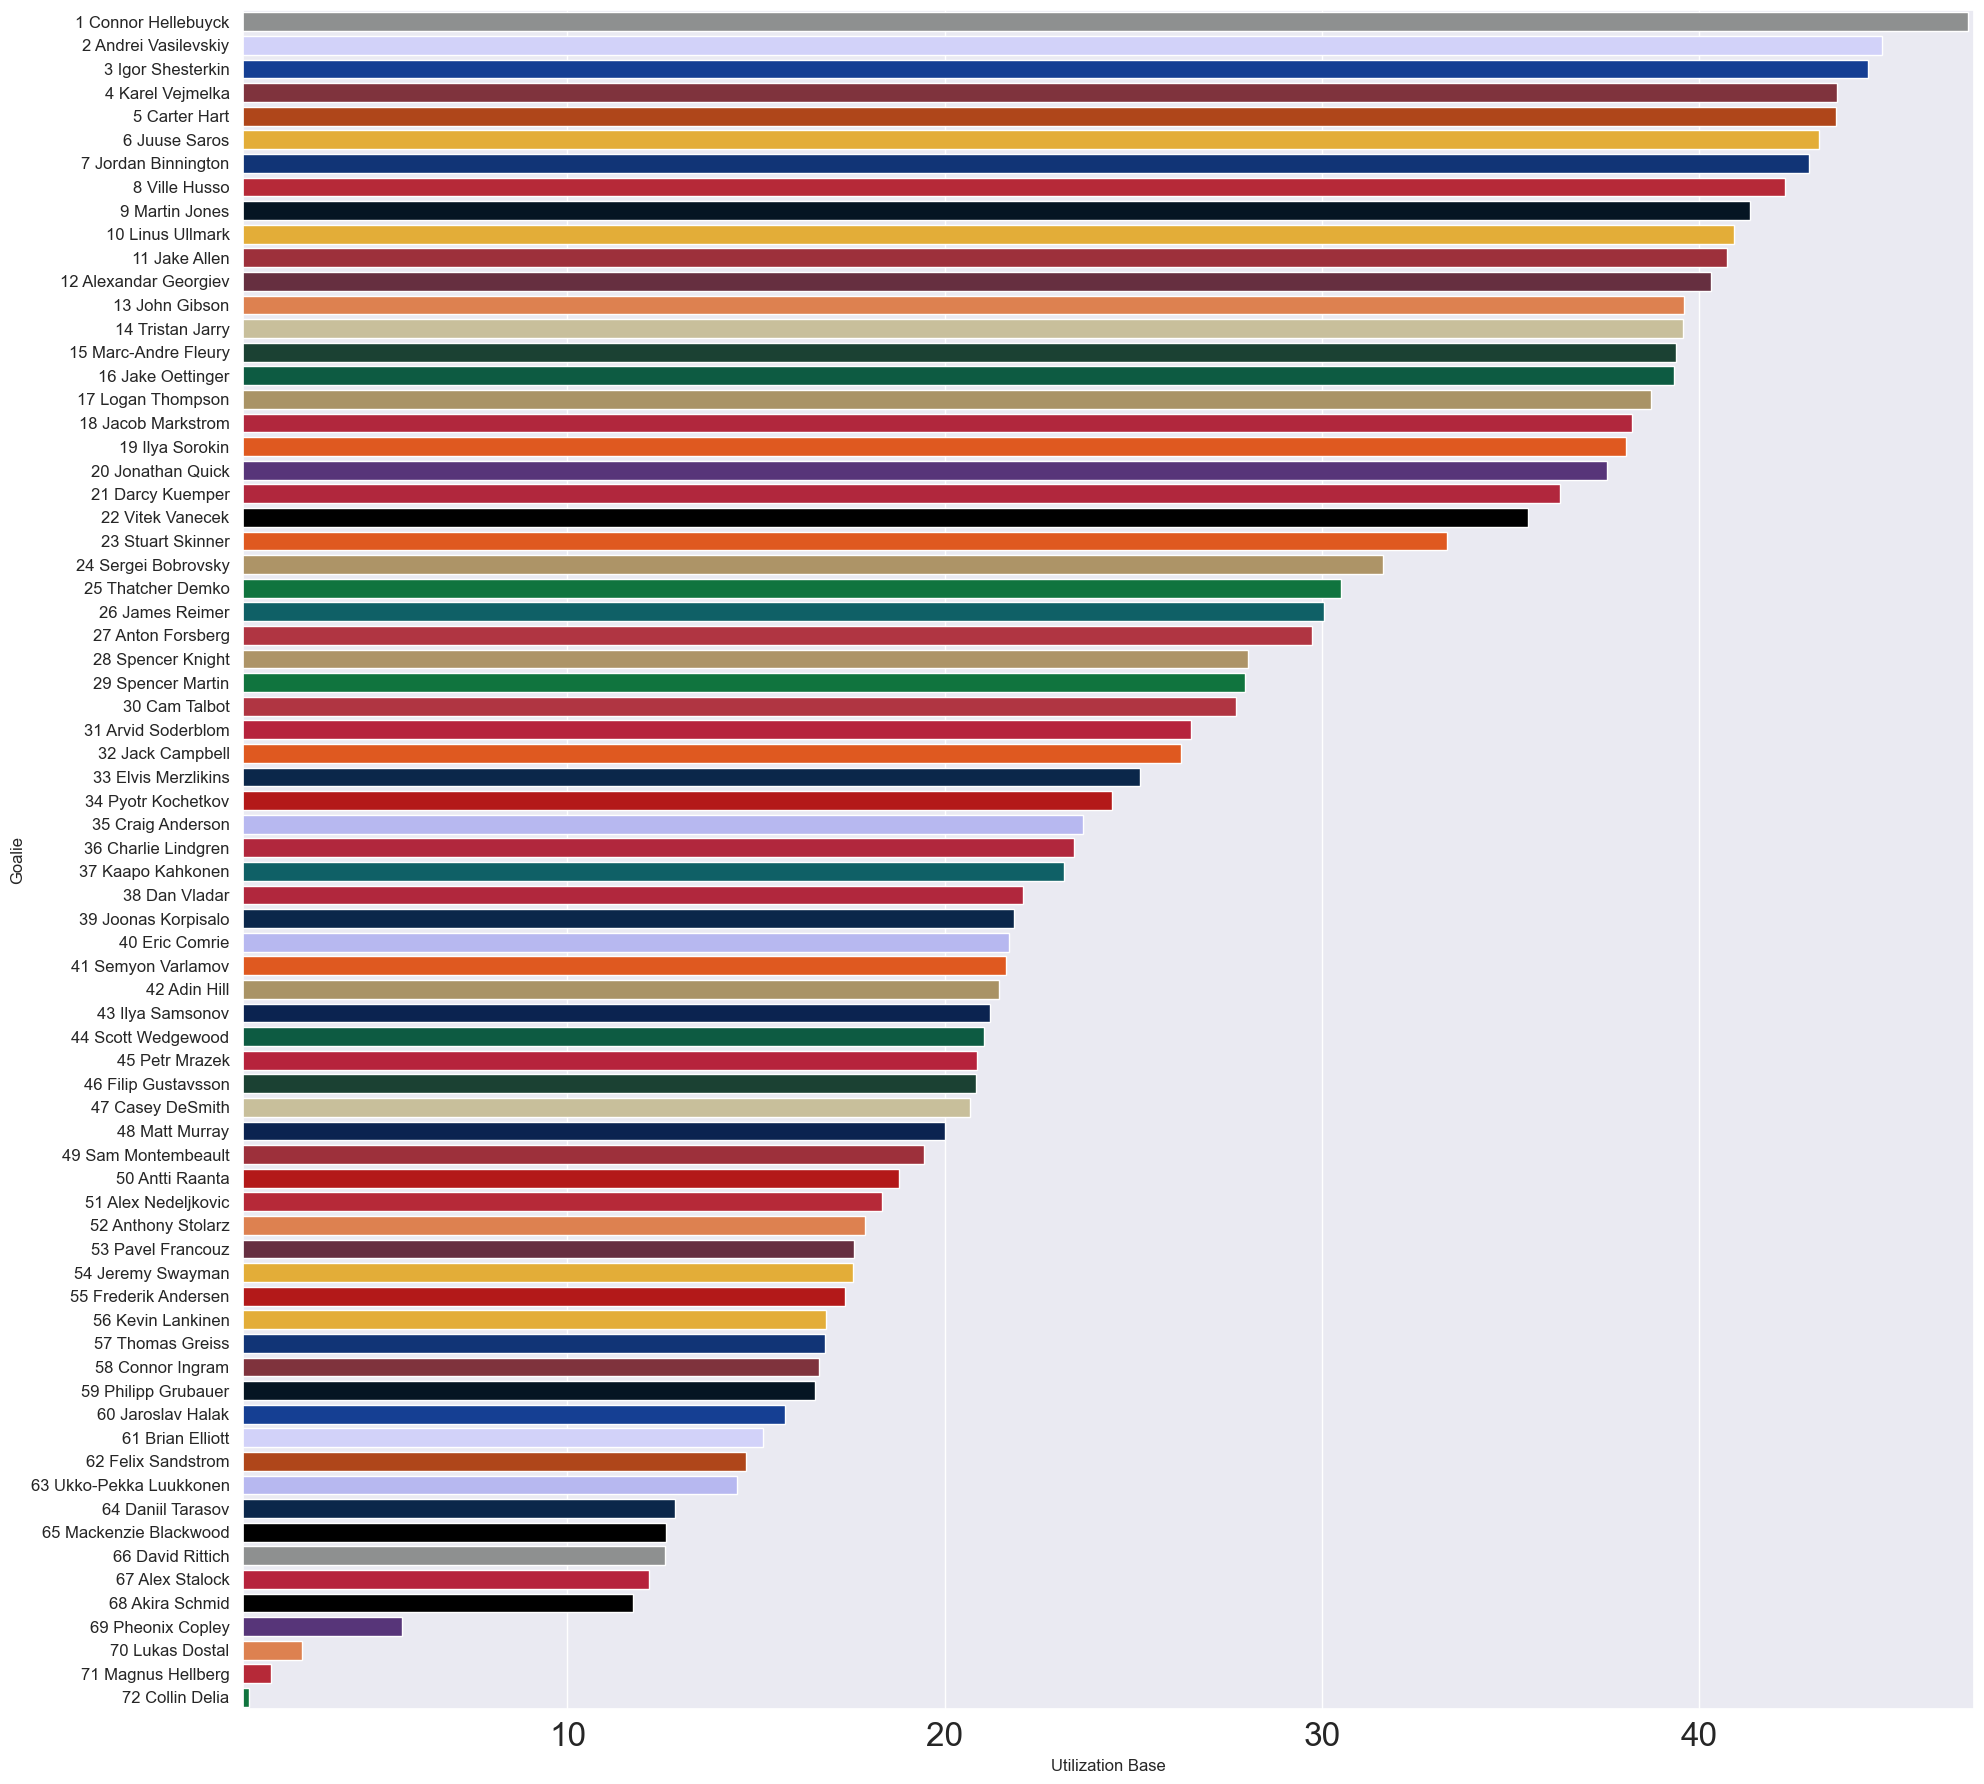 1 Connor Hellebuyck
2 Andrei Vasilevskiy
3 Igor Shesterkin
4 Karel Vejmelka
5 Carter Hart
6 Juuse Saros
7 Jordan Binnington
8 Ville Husso
9 Martin Jones
10 Linus Ullmark
11 Jake Allen
12 Alexandar Georgiev
13 John Gibson
14 Tristan Jarry
15 Marc-Andre Fleury
16 Jake Oettinger
17 Logan Thompson
18 Jacob Markstrom
19 Ilya Sorokin
20 Jonathan Quick
21 Darcy Kuemper
22 Vitek Vanecek
23 Stuart Skinner
24 Sergei Bobrovsky
25 Thatcher Demko
26 James Reimer
27 Anton Forsberg
28 Spencer Knight
29 Spencer Martin
30 Cam Talbot
31 Arvid Soderblom
32 Jack Campbell
33 Elvis Merzlikins
34 Pyotr Kochetkov
35 Craig Anderson
36 Charlie Lindgren
37 Kaapo Kahkonen
38 Dan Vladar
39 Joonas Korpisalo
40 Eric Comrie
41 Semyon Varlamov
42 Adin Hill
43 Ilya Samsonov
44 Scott Wedgewood
45 Petr Mrazek
46 Filip Gustavsson
47 Casey DeSmith
48 Matt Murray
49 Sam Montembeault
50 Antti Raanta
51 Alex Nedeljkovic
52 Anthony Stolarz
53 Pavel Francouz
54 Jeremy Swayman
55 Frederik Andersen
56 Kevin Lankinen
57 Thomas Greiss
58 Connor Ingram
59 Philipp Grubauer
60 Jaroslav Halak
61 Brian Elliott
62 Felix Sandstrom
63 Ukko-Pekka Luukkonen
64 Daniil Tarasov
65 Mackenzie Blackwood
66 David Rittich
67 Alex Stalock
68 Akira Schmid
69 Pheonix Copley
70 Lukas Dostal
71 Magnus Hellberg
72 Collin Delia
Goalie
10 20 30 40
Utilization Base